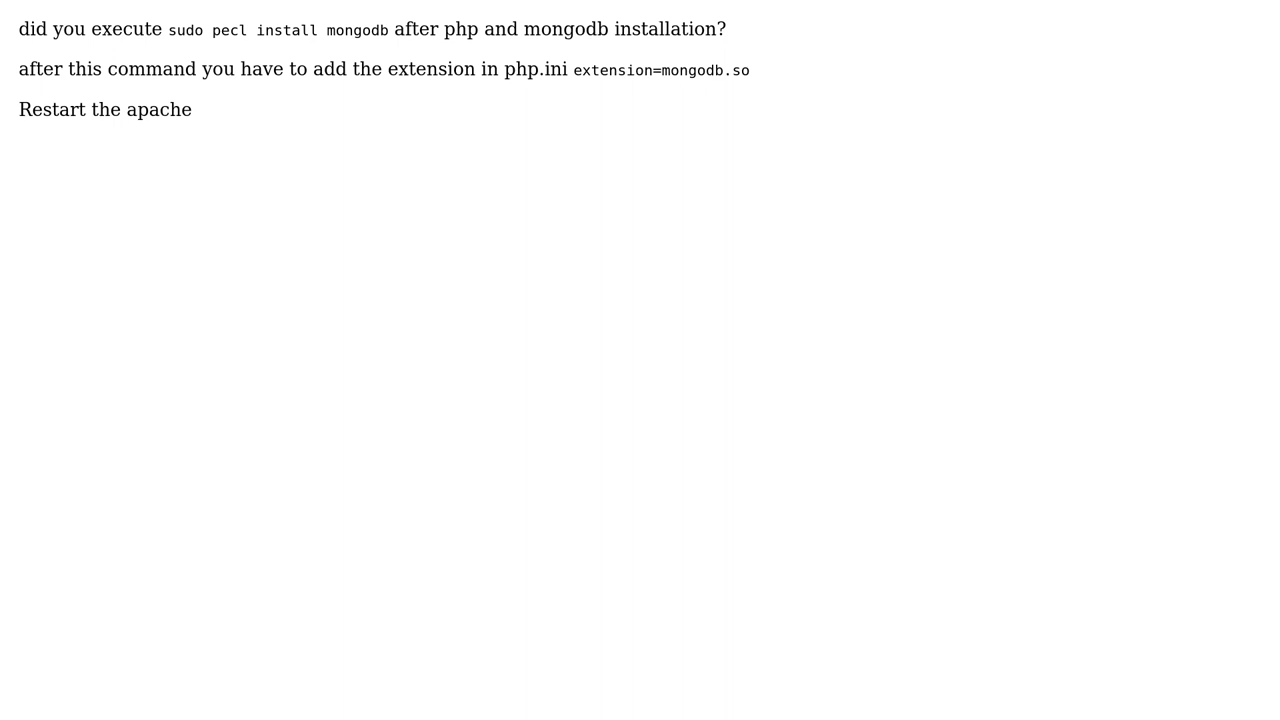 did you execute sudo pecl install mongodb after php and mongodb installation?
after this command you have to add the extension in php.ini extension=mongodb.so
Restart the apache